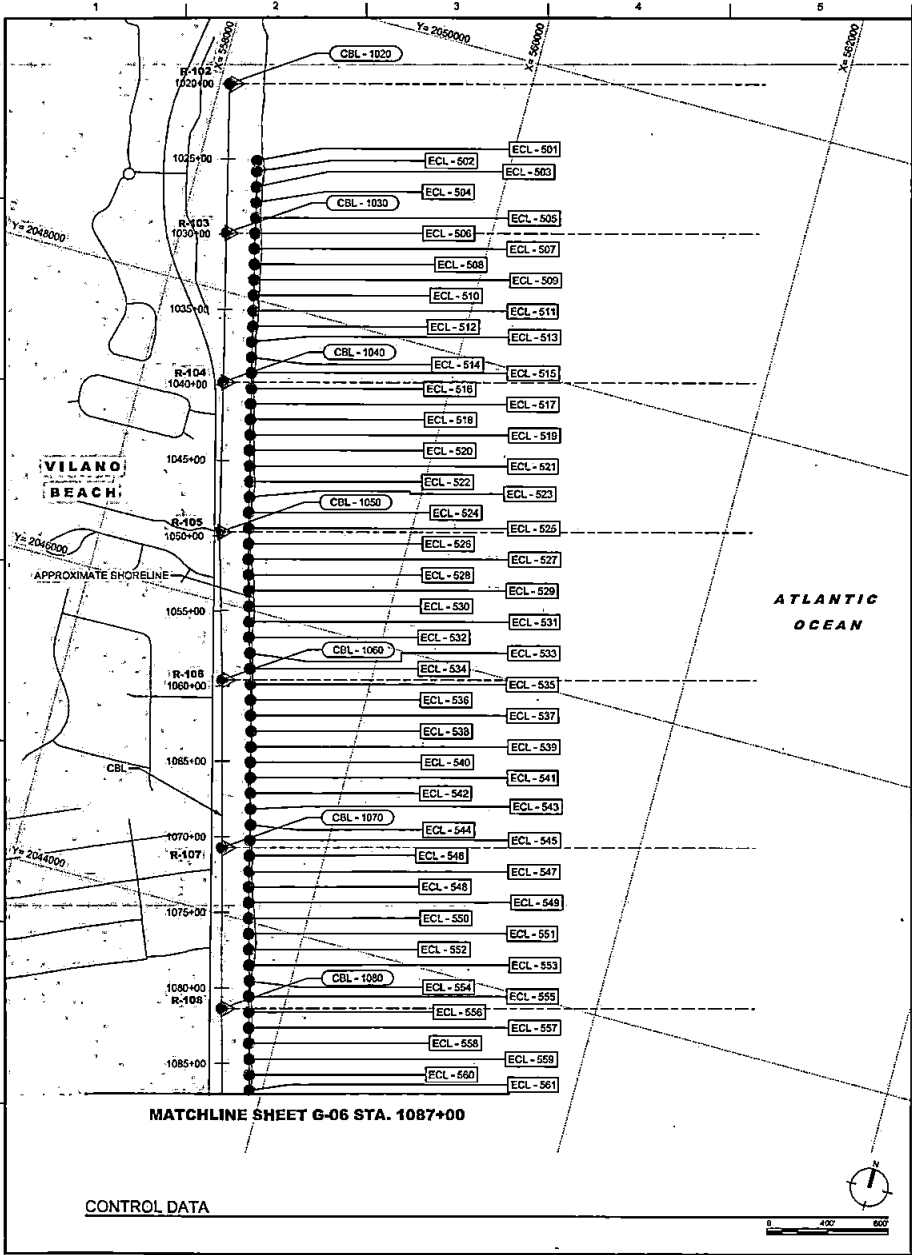 1 2 3 4 5
Y= 2050000
X= 558000
X= 560000
X= 562000
CBL - 1020
R-102
1020+00
1025+00
ECL - 501
ECL - 502
ECL - 503
ECL - 504
CBL - 1030
ECL - 505
R-103
1030+00
ECL - 506
Y= 2048000
ECL - 507
ECL - 508
ECL - 509
ECL - 510
1035+00
ECL - 511
ECL - 512
ECL - 513
CBL - 1040
ECL - 514
R-104
ECL - 515
1040+00
ECL - 516
ECL - 517
ECL - 518
ECL - 519
ECL - 520
1045+00
VILANO
BEACH
ECL - 521
ECL - 522
ECL - 523
CBL - 1050
ECL - 524
R-105
ECL - 525
1050+00
Y= 2046000
ECL - 526
ECL - 527
APPROXIMATE SHORELINE
ECL - 528
ECL - 529
ATLANTIC
OCEAN
1055+00
ECL - 530
ECL - 531
ECL - 532
CBL - 1060
ECL - 533
ECL - 534
R-106
ECL - 535
1060+00
ECL - 536
ECL - 537
ECL - 538
ECL - 539
1065+00
ECL - 540
CBL
ECL - 541
ECL - 542
ECL - 543
CBL - 1070
ECL - 544
1070+00
ECL - 545
R-107
Y= 2044000
ECL - 546
ECL - 547
ECL - 548
ECL - 549
1075+00
ECL - 550
ECL - 551
ECL - 552
ECL - 553
CBL - 1080
1080+00
ECL - 554
R-108
ECL - 555
ECL - 556
ECL - 557
ECL - 558
1085+00
ECL - 559
ECL - 560
ECL - 561
MATCHLINE SHEET G-06 STA. 1087+00
N
CONTROL DATA
0 400' 800'